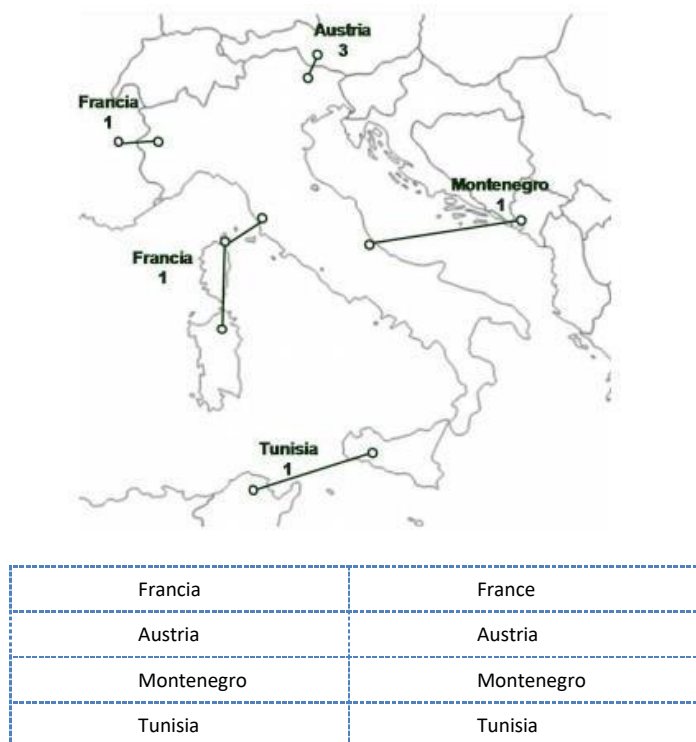 Austria
3
Francia
1
Montenegro
1
Francia
1
Tunisia
1
Francia France
Austria Austria
Montenegro Montenegro
Tunisia Tunisia